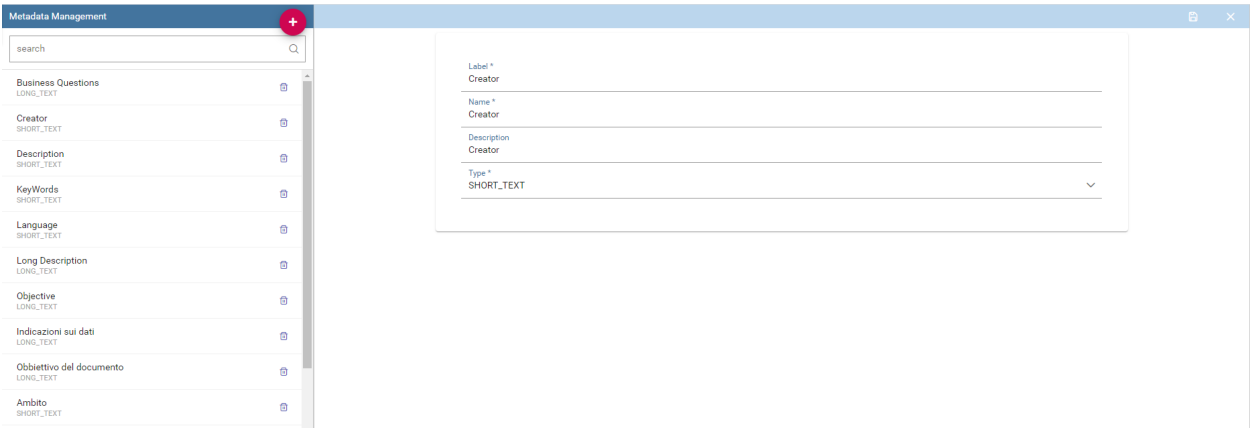 Metadata Management
+
search
Business Questions
LONG_TEXT
Creator
SHORT_TEXT
Description
SHORT_TEXT
KeyWords
SHORT_TEXT
Language
SHORT_TEXT
Long Description
LONG_TEXT
Objective
LONG_TEXT
Indicazioni sui dati
LONG_TEXT
Obbiettivo del documento
LONG_TEXT
Ambito
SHORT_TEXT
Label *
Creator
Name *
Creator
Description
Creator
Type *
SHORT_TEXT